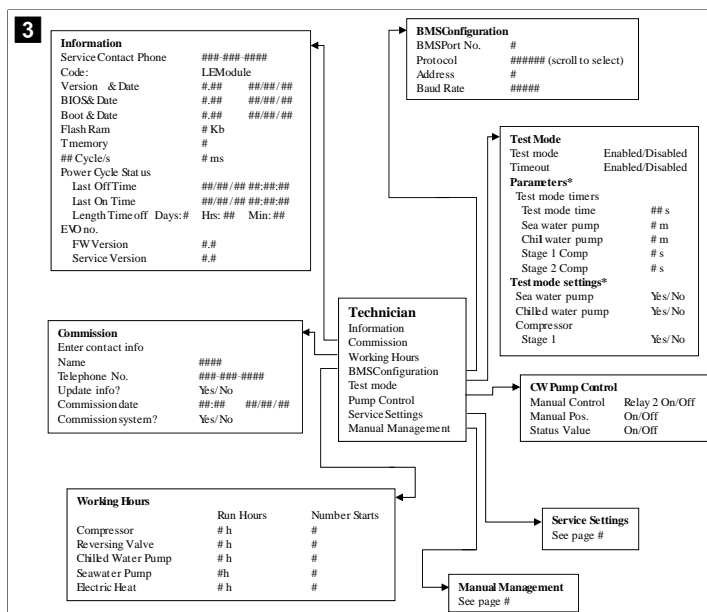 3
Information
Service Contact Phone ###-###-####
Code: LEModule
Version & Date #.## ##/##/##
BIOS& Date #.## ##/##/##
Boot & Date #.## ##/##/##
Flash Ram # Kb
Tmemory #
## Cycle/s # ms
Power Cycle Status
Last Off Time ##/##/## ##:##:##
Last On Time ##/##/## ##:##:##
Length Time off Days: # Hrs: ## Min: ##
EVO no.
FW Version #.#
Service Version #.#
BMSConfiguration
BMSPort No. #
Protocol ###### (scroll to select)
Address #
Baud Rate #####
Test Mode
Test mode Enabled/Disabled
Timeout Enabled/Disabled
Parameters*
Test mode timers
Test mode time ## s
Sea water pump # m
Chill water pump # m
Stage 1 Comp # s
Stage 2 Comp # s
Test mode settings*
Sea water pump Yes/No
Chilled water pump Yes/No
Compressor
Stage 1 Yes/No
Technician
Information
Commission
Working Hours
BMSConfiguration
Test mode
Pump Control
Service Settings
Manual Management
Commission
Enter contact info
Name ####
Telephone No. ###-###-####
Update info? Yes/No
Commission date ##:## ##/##/##
Commission system? Yes/No
CW Pump Control
Manual Control Relay 2 On/Off
Manual Pos. On/Off
Status Value On/Off
Working Hours
Run Hours Number Starts
Compressor # h #
Reversing Valve # h #
Chilled Water Pump # h #
Seawater Pump #h #
Electric Heat # h #
Service Settings
See page #
Manual Management
See page #